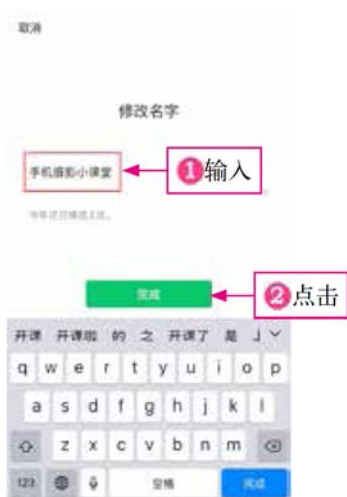 取消
修改名字
手机摄影小课堂
❶输入
完成
❷点击
开课 开课啦 的 之 开课了 是
q w e r t y u i o p
a s d f g h j k l
z x c v b n m
123 空格 完成